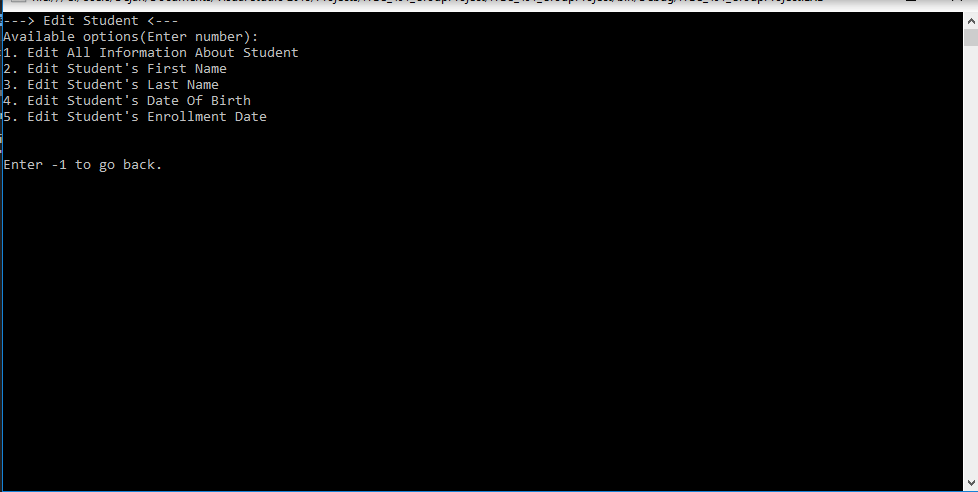 ---> Edit Student <---
Available options(Enter number):
1. Edit All Information About Student
2. Edit Student's First Name
3. Edit Student's Last Name
4. Edit Student's Date Of Birth
5. Edit Student's Enrollment Date
Enter -1 to go back.